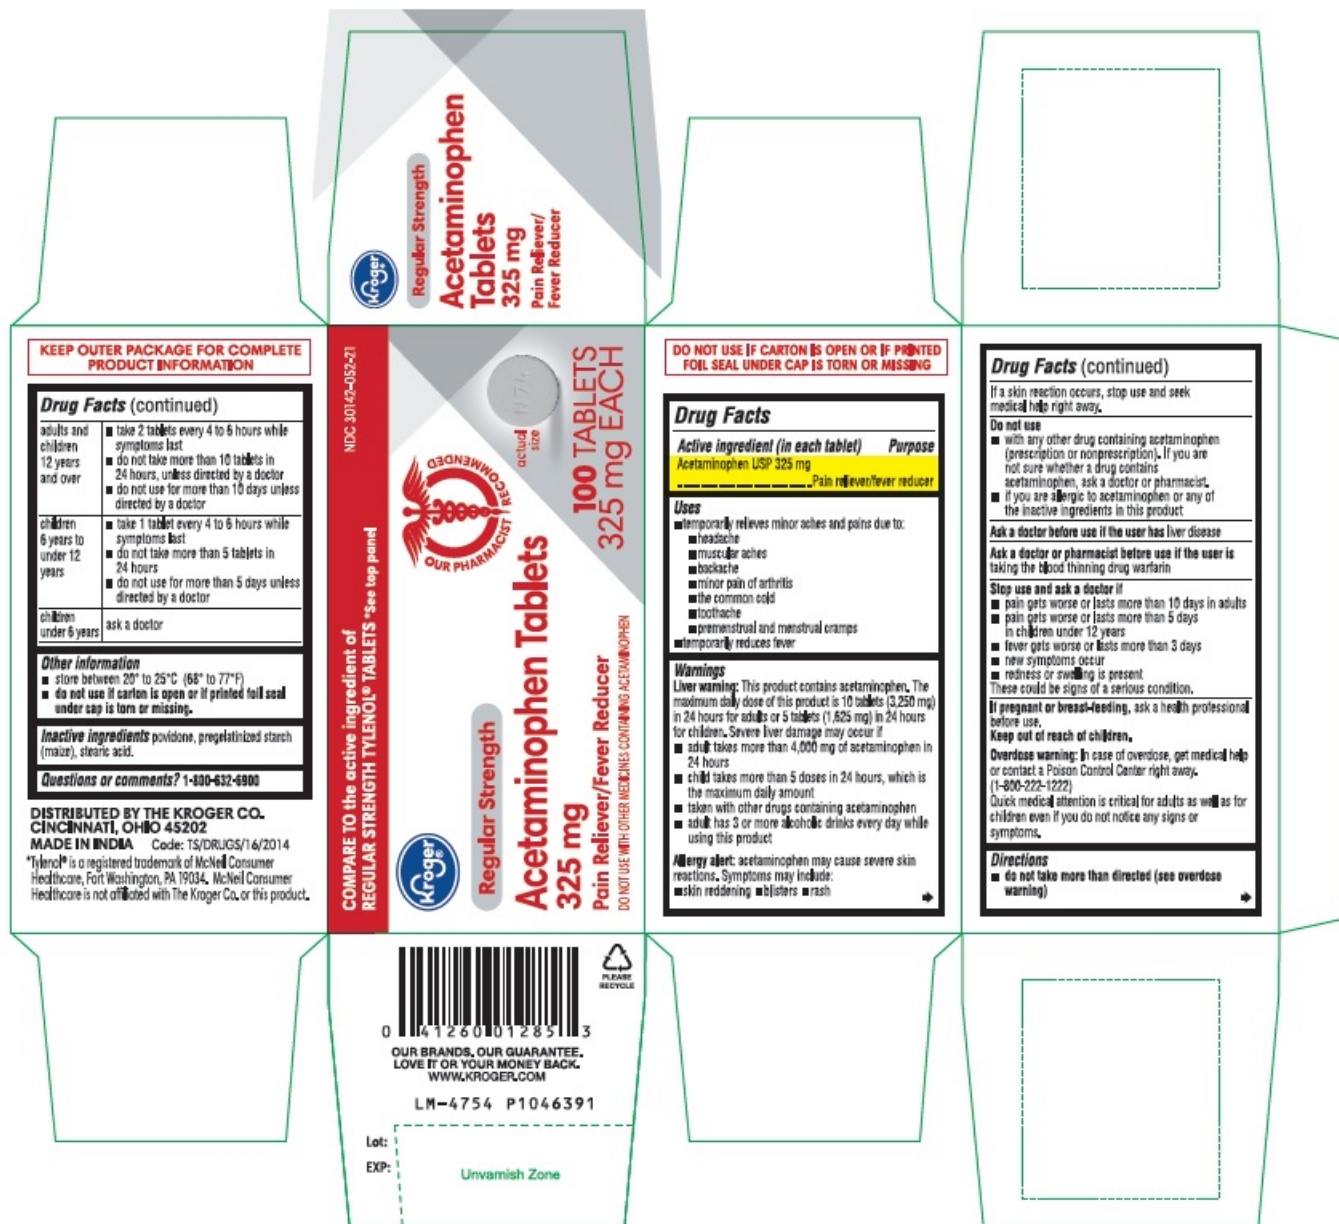 Kroger®
Regular Strength
Acetaminophen
Tablets
325 mg
Pain Reliever/
Fever Reducer
KEEP OUTER PACKAGE FOR COMPLETE
PRODUCT INFORMATION
Drug Facts (continued)
adults and
children
12 years
and over
■ take 2 tablets every 4 to 6 hours while
symptoms last
■ do not take more than 10 tablets in
24 hours, unless directed by a doctor
■ do not use for more than 10 days unless
directed by a doctor
children
6 years to
under 12
years
■ take 1 tablet every 4 to 6 hours while
symptoms last
■ do not take more than 5 tablets in
24 hours
■ do not use for more than 5 days unless
directed by a doctor
children
under 6 years
ask a doctor
Other information
■ store between 20° to 25°C (68° to 77°F)
■ do not use if carton is open or if printed foil seal
under cap is torn or missing.
Inactive ingredients povidone, pregelatinized starch
(maize), stearic acid.
Questions or comments? 1-800-632-6900
DISTRIBUTED BY THE KROGER CO.
CINCINNATI, OHIO 45202
MADE IN INDIA Code: TS/DRUGS/16/2014
*Tylenol® is a registered trademark of McNeil Consumer
Healthcare, Fort Washington, PA 19034. McNeil Consumer
Healthcare is not affiliated with The Kroger Co. or this product.
NDC 30142-052-21
COMPARE TO the active ingredient of
REGULAR STRENGTH TYLENOL® TABLETS *See top panel
OUR PHARMACIST RECOMMENDED
actual
size
100 TABLETS
325 mg EACH
Kroger®
Regular Strength
Acetaminophen Tablets
325 mg
Pain Reliever/Fever Reducer
DO NOT USE WITH OTHER MEDICINES CONTAINING ACETAMINOPHEN
DO NOT USE IF CARTON IS OPEN OR IF PRINTED
FOIL SEAL UNDER CAP IS TORN OR MISSING
Drug Facts
Active ingredient (in each tablet) Purpose
Acetaminophen USP 325 mg
Pain reliever/fever reducer
Uses
■temporarily relieves minor aches and pains due to:
■headache
■muscular aches
■backache
■minor pain of arthritis
■the common cold
■toothache
■premenstrual and menstrual cramps
■temporarily reduces fever
Warnings
Liver warning: This product contains acetaminophen. The
maximum daily dose of this product is 10 tablets (3,250 mg)
in 24 hours for adults or 5 tablets (1,625 mg) in 24 hours
for children. Severe liver damage may occur if
■ adult takes more than 4,000 mg of acetaminophen in
24 hours
■ child takes more than 5 doses in 24 hours, which is
the maximum daily amount
■ taken with other drugs containing acetaminophen
■ adult has 3 or more alcoholic drinks every day while
using this product
Allergy alert: acetaminophen may cause severe skin
reactions. Symptoms may include:
■skin reddening ■blisters ■rash
Drug Facts (continued)
If a skin reaction occurs, stop use and seek
medical help right away.
Do not use
■ with any other drug containing acetaminophen
(prescription or nonprescription). If you are
not sure whether a drug contains
acetaminophen, ask a doctor or pharmacist.
■ if you are allergic to acetaminophen or any of
the inactive ingredients in this product
Ask a doctor before use if the user has liver disease
Ask a doctor or pharmacist before use if the user is
taking the blood thinning drug warfarin
Stop use and ask a doctor if
■ pain gets worse or lasts more than 10 days in adults
■ pain gets worse or lasts more than 5 days
in children under 12 years
■ fever gets worse or lasts more than 3 days
■ new symptoms occur
■ redness or swelling is present
These could be signs of a serious condition.
If pregnant or breast-feeding, ask a health professional
before use.
Keep out of reach of children.
Overdose warning: In case of overdose, get medical help
or contact a Poison Control Center right away.
(1-800-222-1222)
Quick medical attention is critical for adults as well as for
children even if you do not notice any signs or
symptoms.
Directions
■ do not take more than directed (see overdose
warning)
0 41260 01285 3
PLEASE
RECYCLE
OUR BRANDS. OUR GUARANTEE.
LOVE IT OR YOUR MONEY BACK.
WWW.KROGER.COM
LM-4754 P1046391
Lot:
EXP:
Unvarnish Zone